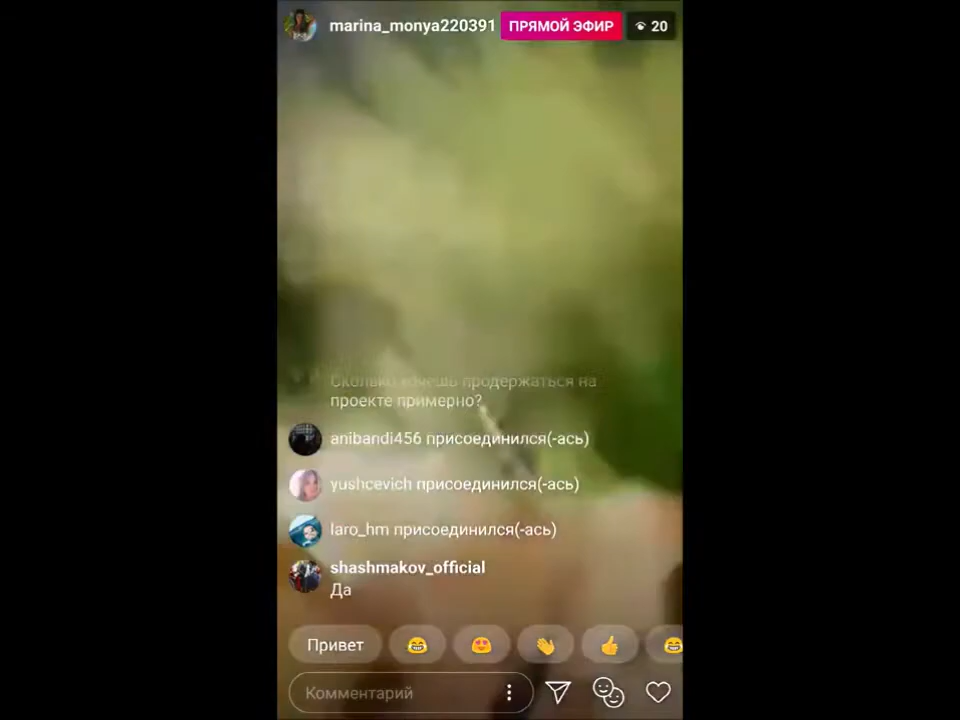 marina_monya220391 ПРЯМОЙ ЭФИР 20
Сколько хочешь продержаться на
проекте примерно?
anibandi456 присоединился(-ась)
yushcevich присоединился(-ась)
laro_hm присоединился(-ась)
shashmakov_official
Да
Привет
Комментарий